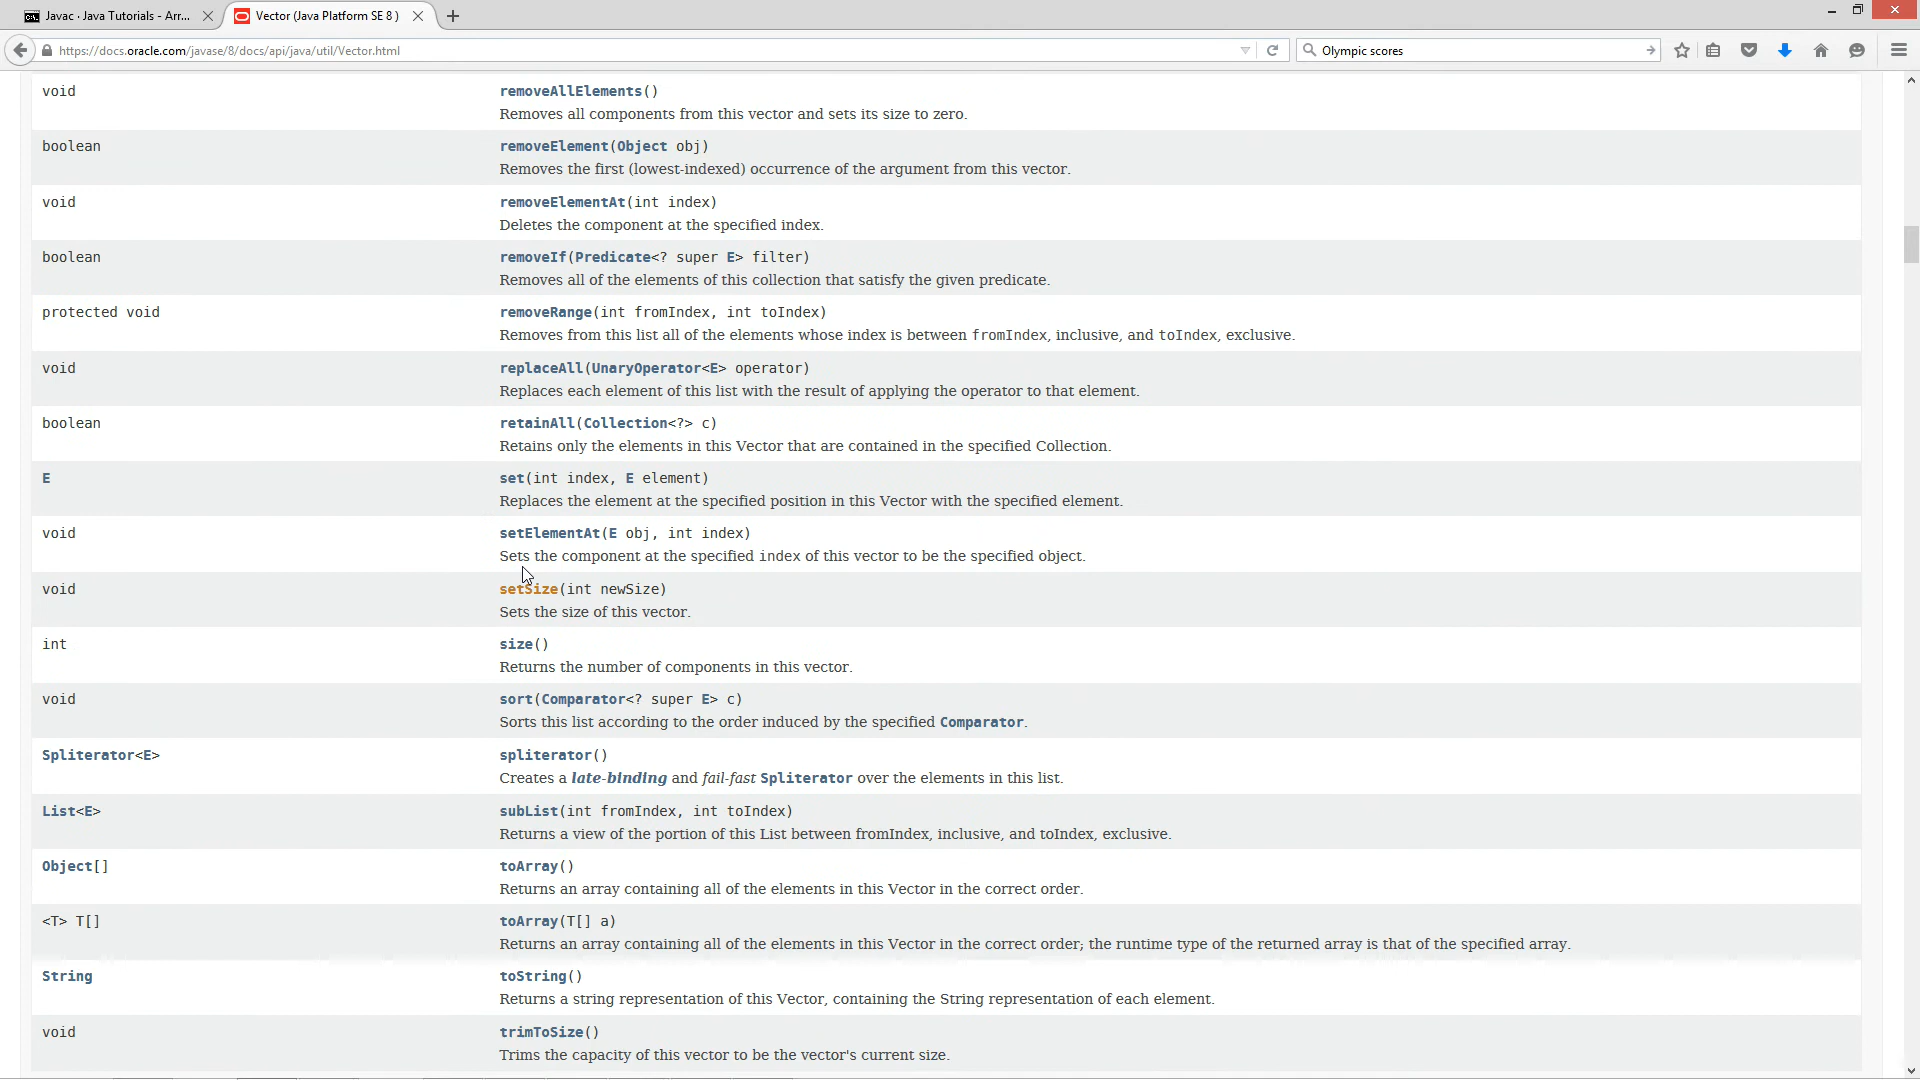 Javac · Java Tutorials - Arr...
Vector (Java Platform SE 8 )
https://docs.oracle.com/javase/8/docs/api/java/util/Vector.html
Olympic scores
void removeAllElements()
Removes all components from this vector and sets its size to zero.
boolean removeElement(Object obj)
Removes the first (lowest-indexed) occurrence of the argument from this vector.
void removeElementAt(int index)
Deletes the component at the specified index.
boolean removeIf(Predicate<? super E> filter)
Removes all of the elements of this collection that satisfy the given predicate.
protected void removeRange(int fromIndex, int toIndex)
Removes from this list all of the elements whose index is between fromIndex, inclusive, and toIndex, exclusive.
void replaceAll(UnaryOperator<E> operator)
Replaces each element of this list with the result of applying the operator to that element.
boolean retainAll(Collection<?> c)
Retains only the elements in this Vector that are contained in the specified Collection.
E set(int index, E element)
Replaces the element at the specified position in this Vector with the specified element.
void setElementAt(E obj, int index)
Sets the component at the specified index of this vector to be the specified object.
void setSize(int newSize)
Sets the size of this vector.
int size()
Returns the number of components in this vector.
void sort(Comparator<? super E> c)
Sorts this list according to the order induced by the specified Comparator.
Spliterator<E> spliterator()
Creates a late-binding and fail-fast Spliterator over the elements in this list.
List<E> subList(int fromIndex, int toIndex)
Returns a view of the portion of this List between fromIndex, inclusive, and toIndex, exclusive.
Object[] toArray()
Returns an array containing all of the elements in this Vector in the correct order.
<T> T[] toArray(T[] a)
Returns an array containing all of the elements in this Vector in the correct order; the runtime type of the returned array is that of the specified array.
String toString()
Returns a string representation of this Vector, containing the String representation of each element.
void trimToSize()
Trims the capacity of this vector to be the vector's current size.